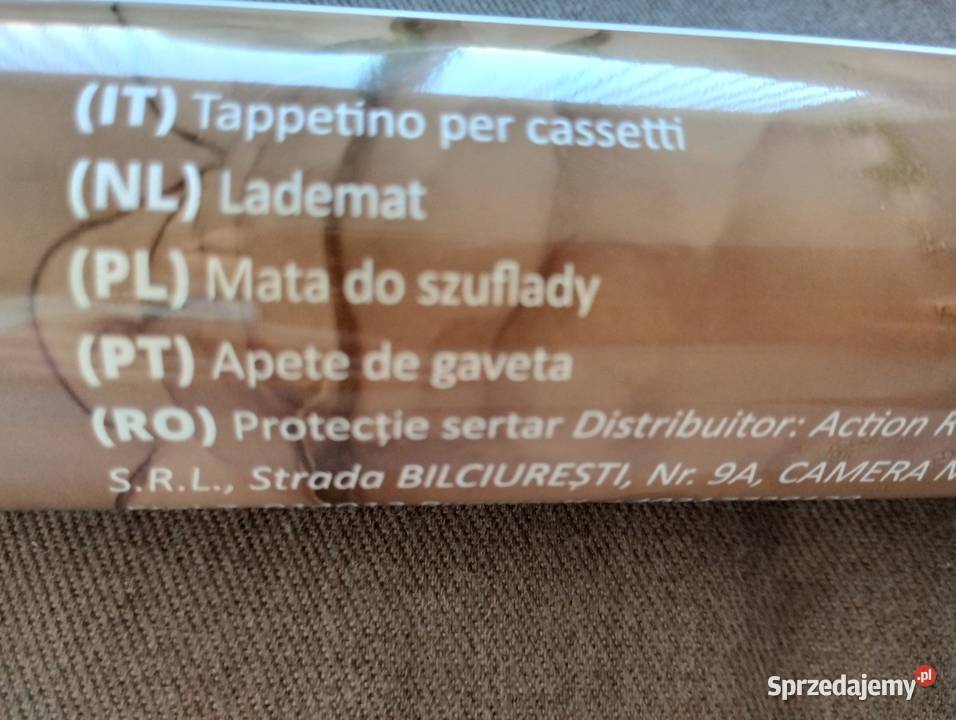 (IT) Tappetino per cassetti
(NL) Lademat
(PL) Mata do szuflady
(PT) Apete de gaveta
(RO) Protecție sertar Distribuitor: Action
S.R.L., Strada BILCIUREȘTI, Nr. 9A, CAMERA
Sprzedajemy.pl